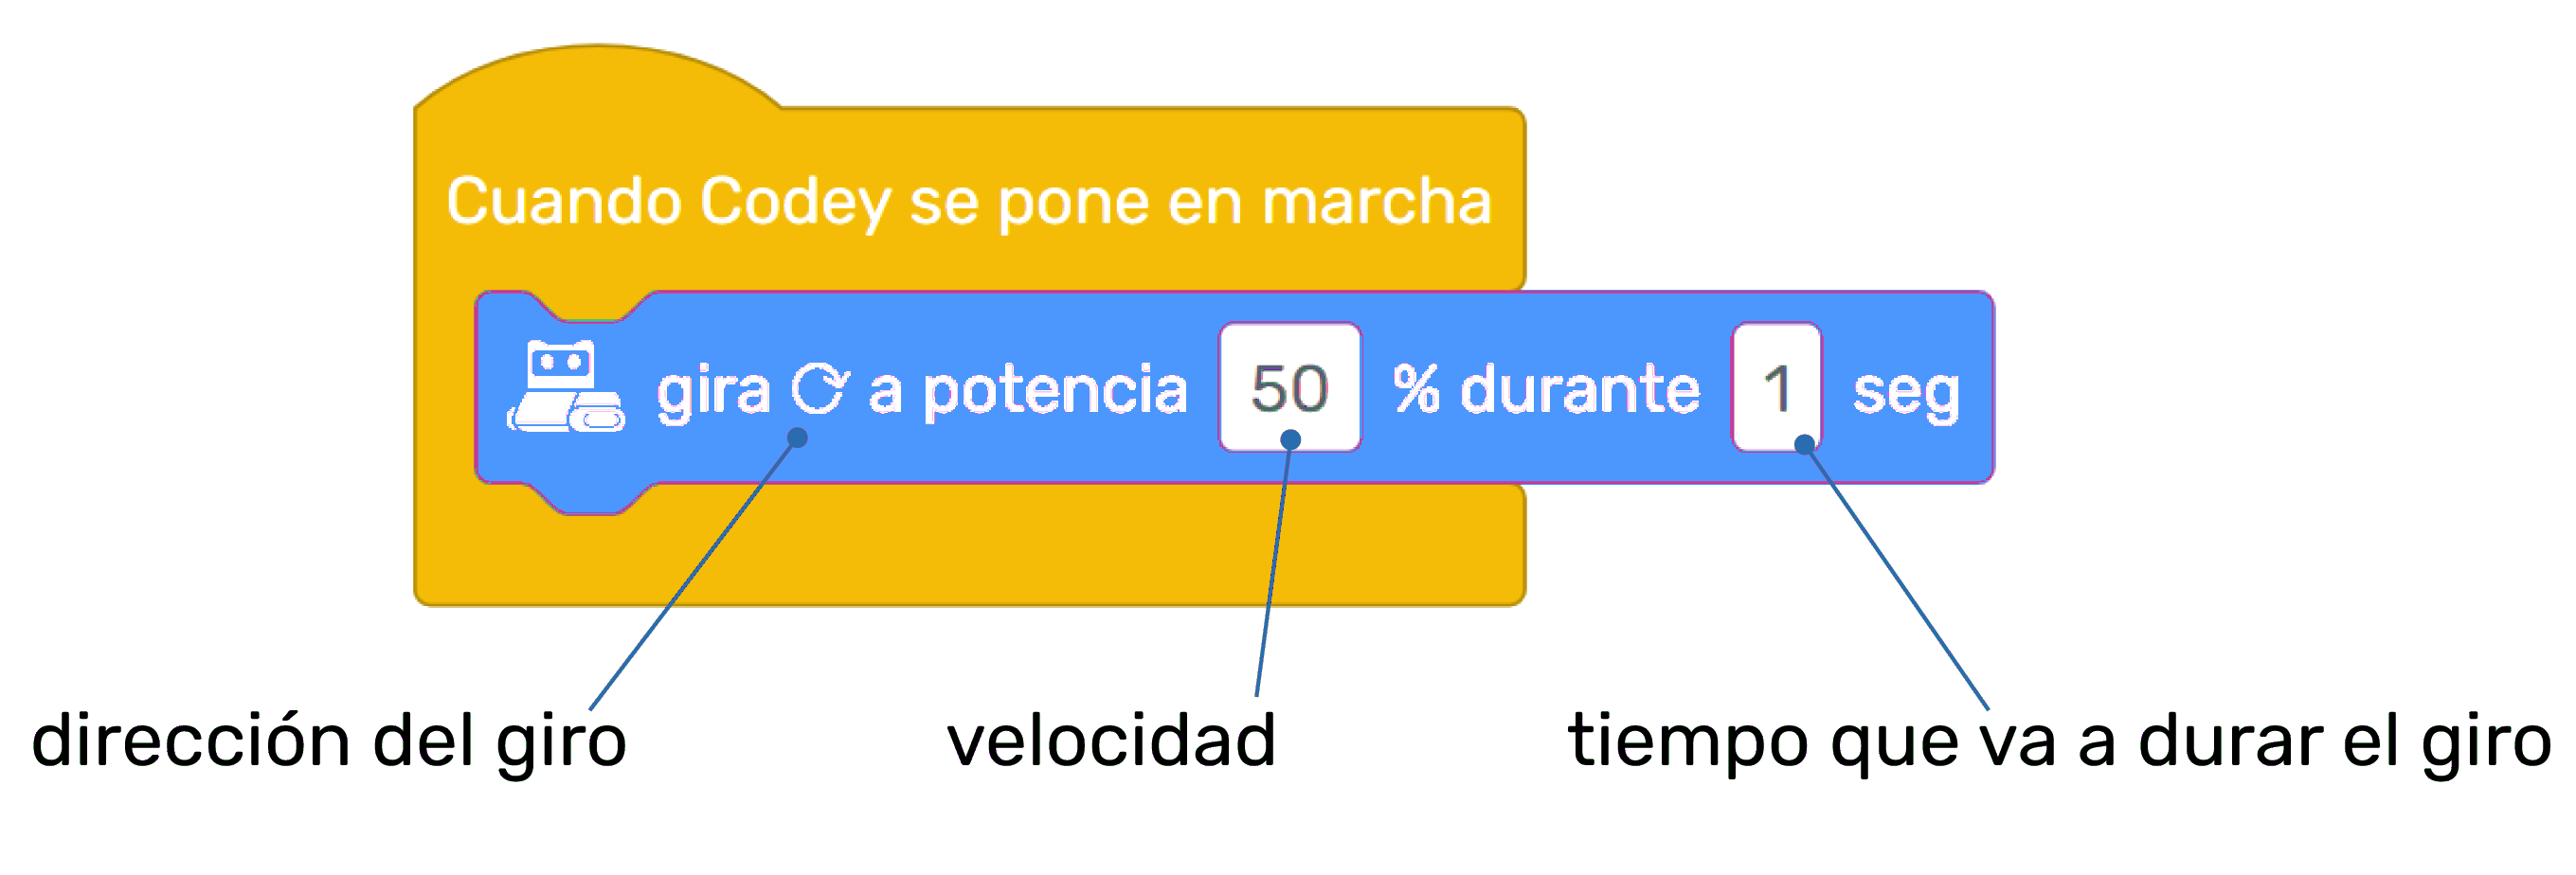 Cuando Codey se pone en marcha
gira a potencia 50 % durante 1 seg
dirección del giro velocidad tiempo que va a durar el giro